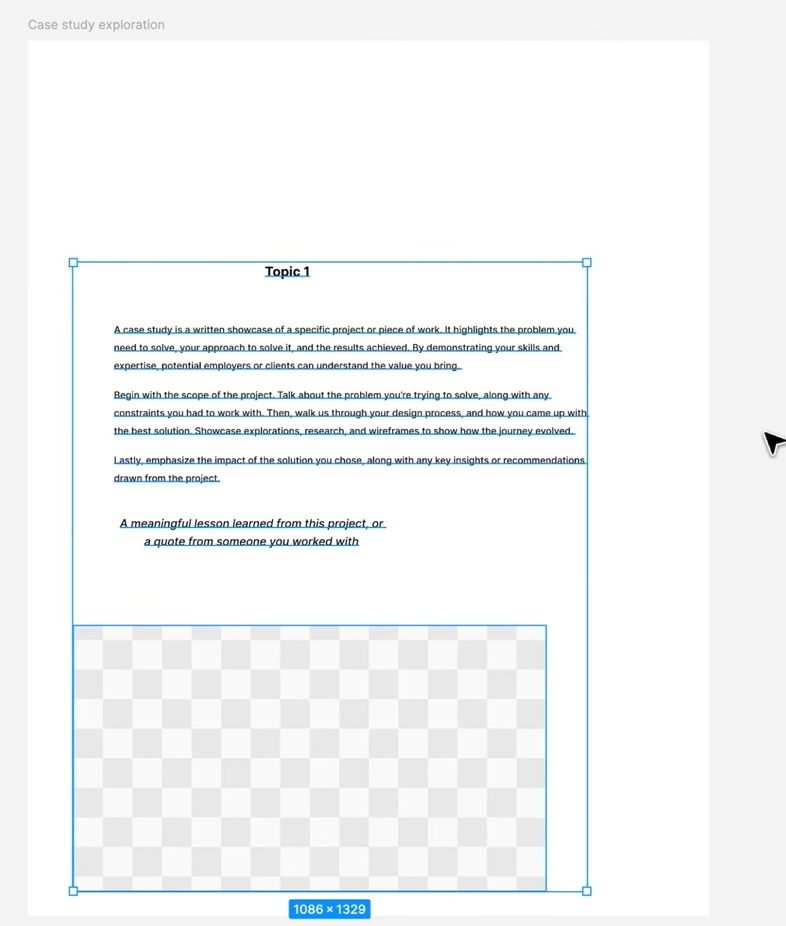 Case study exploration
Topic 1
A case study is a written showcase of a specific project or piece of work. It highlights the problem you
need to solve, your approach to solve it, and the results achieved. By demonstrating your skills and
expertise, potential employers or clients can understand the value you bring.
Begin with the scope of the project. Talk about the problem you're trying to solve, along with any
constraints you had to work with. Then, walk us through your design process, and how you came up with
the best solution. Showcase explorations, research, and wireframes to show how the journey evolved.
Lastly, emphasize the impact of the solution you chose, along with any key insights or recommendations
drawn from the project.
A meaningful lesson learned from this project, or
a quote from someone you worked with
1086 × 1329